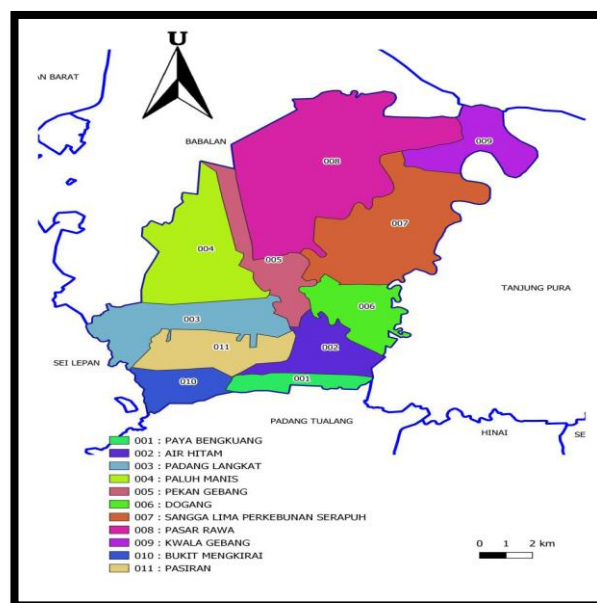 U
AN BARAT
BABALAN
009
008
007
004
005
TANJUNG PURA
006
003
002
011
SEI LEPAN
010
001
PADANG TUALANG
HINAI
SE
001 : PAYA BENGKUANG
002 : AIR HITAM
003 : PADANG LANGKAT
004 : PALUH MANIS
005 : PEKAN GEBANG
006 : DOGANG
007 : SANGGA LIMA PERKEBUNAN SERAPUH
008 : PASAR RAWA
009 : KWALA GEBANG
010 : BUKIT MENGKIRAI
011 : PASIRAN
0 1 2 km